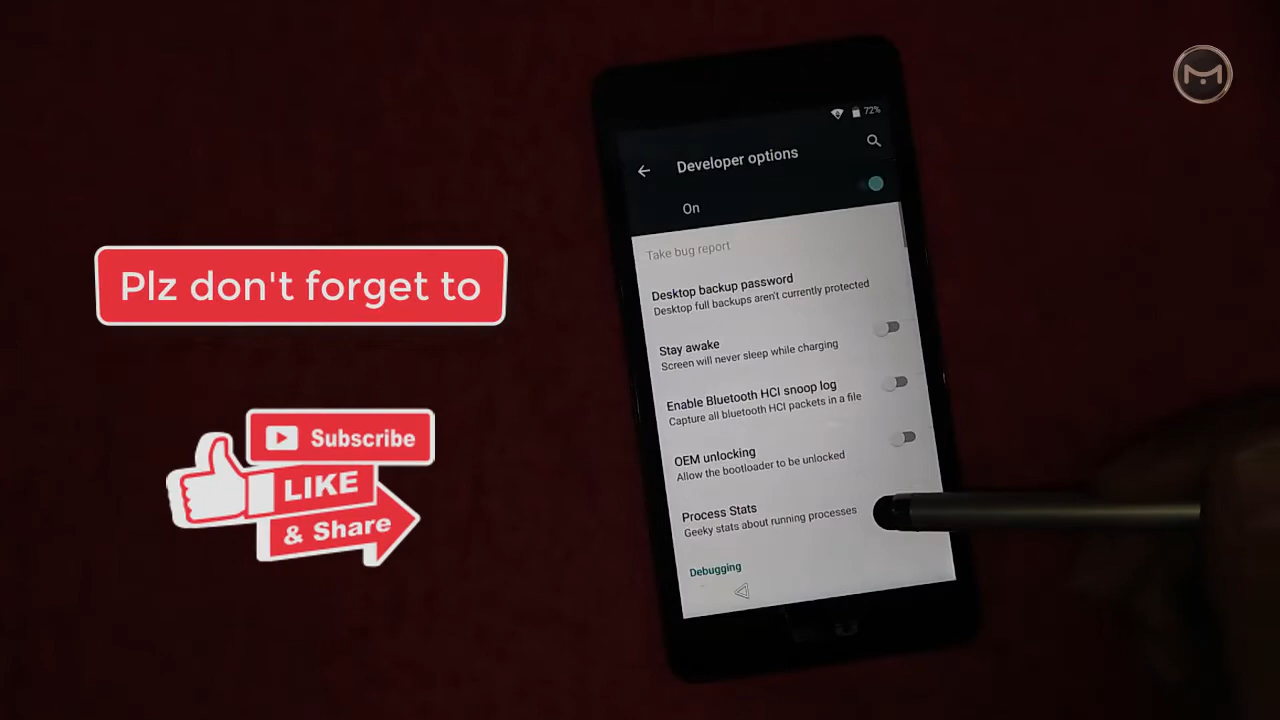 72%
Developer options
On
Take bug report
Desktop backup password
Desktop full backups aren't currently protected
Stay awake
Screen will never sleep while charging
Enable Bluetooth HCI snoop log
Capture all bluetooth HCI packets in a file
OEM unlocking
Allow the bootloader to be unlocked
Process Stats
Geeky stats about running processes
Debugging
Plz don't forget to
Subscribe
LIKE
& Share